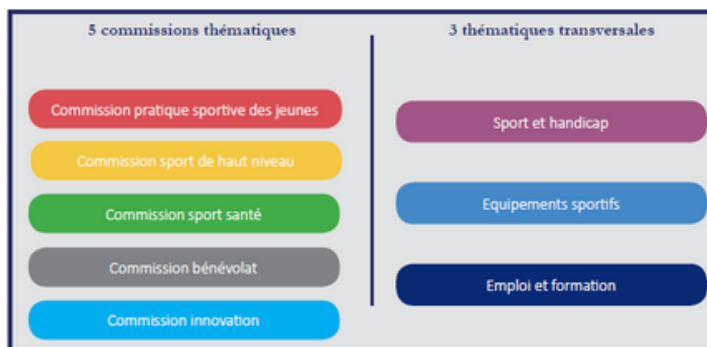 5 commissions thématiques
Commission pratique sportive des jeunes
Commission sport de haut niveau
Commission sport santé
Commission bénévolat
Commission innovation
3 thématiques transversales
Sport et handicap
Equipements sportifs
Emploi et formation